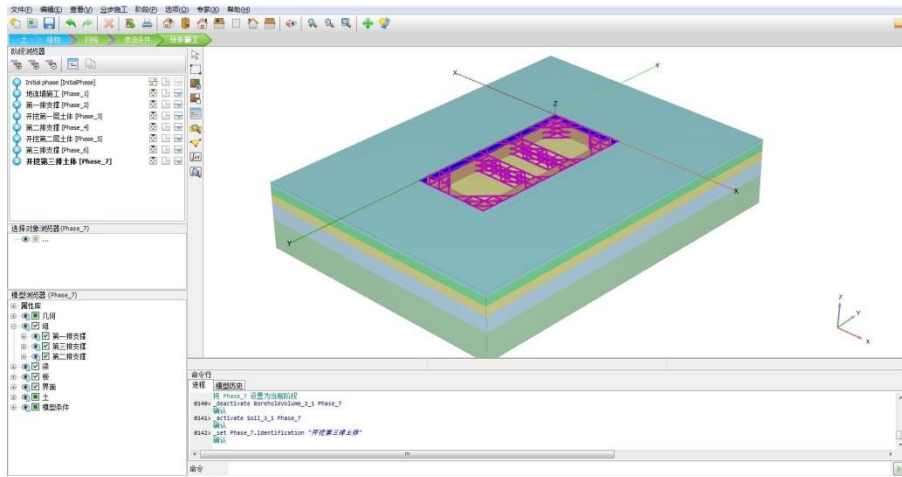 文件(F) 编辑(E) 查看(V) 分步施工 阶段(P) 选项(O) 专家(X) 帮助(H)
土 结构 网格 水条件 分步施工
阶段浏览器
Initial phase [InitialPhase]
地连墙施工 [Phase_1]
第一排支撑 [Phase_2]
开挖第一层土体 [Phase_3]
第二排支撑 [Phase_4]
开挖第二层土体 [Phase_5]
第三排支撑 [Phase_6]
开挖第三排土体 [Phase_7]
选择对象浏览器(Phase_7)
...
模型浏览器 (Phase_7)
属性库
几何
组
第一排支撑
第三排支撑
第二排支撑
梁
板
界面
土
模型条件
X
Y
Z
X
Y
Z
Y
X
命令行
进程 模型历史
将 Phase_7 设置为当前阶段
0140> _deactivate BoreholeVolume_3_1 Phase_7
确认
0141> _activate Soil_3_1 Phase_7
确认
0142> _set Phase_7.Identification "开挖第三排土体"
确认
命令